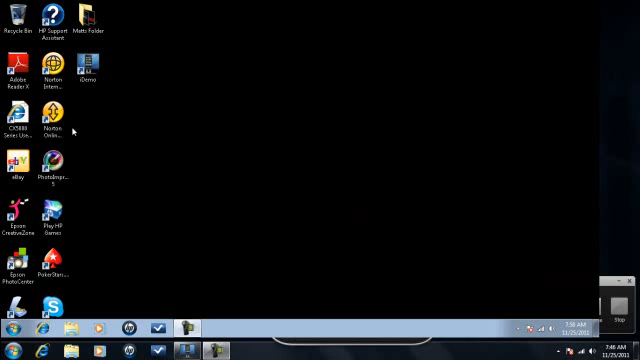 Recycle Bin
HP Support
Assistant
Matts Folder
Adobe
Reader X
Norton
Intern...
iDemo
CX5000
Series Use...
Norton
Onlin...
eBay
PhotoImpr...
5
Epson
CreativeZone
Play HP
Games
Epson
PhotoCenter
PokerStars....
Stop
7:50 AM
11/25/2011
7:46 AM
11/25/2011